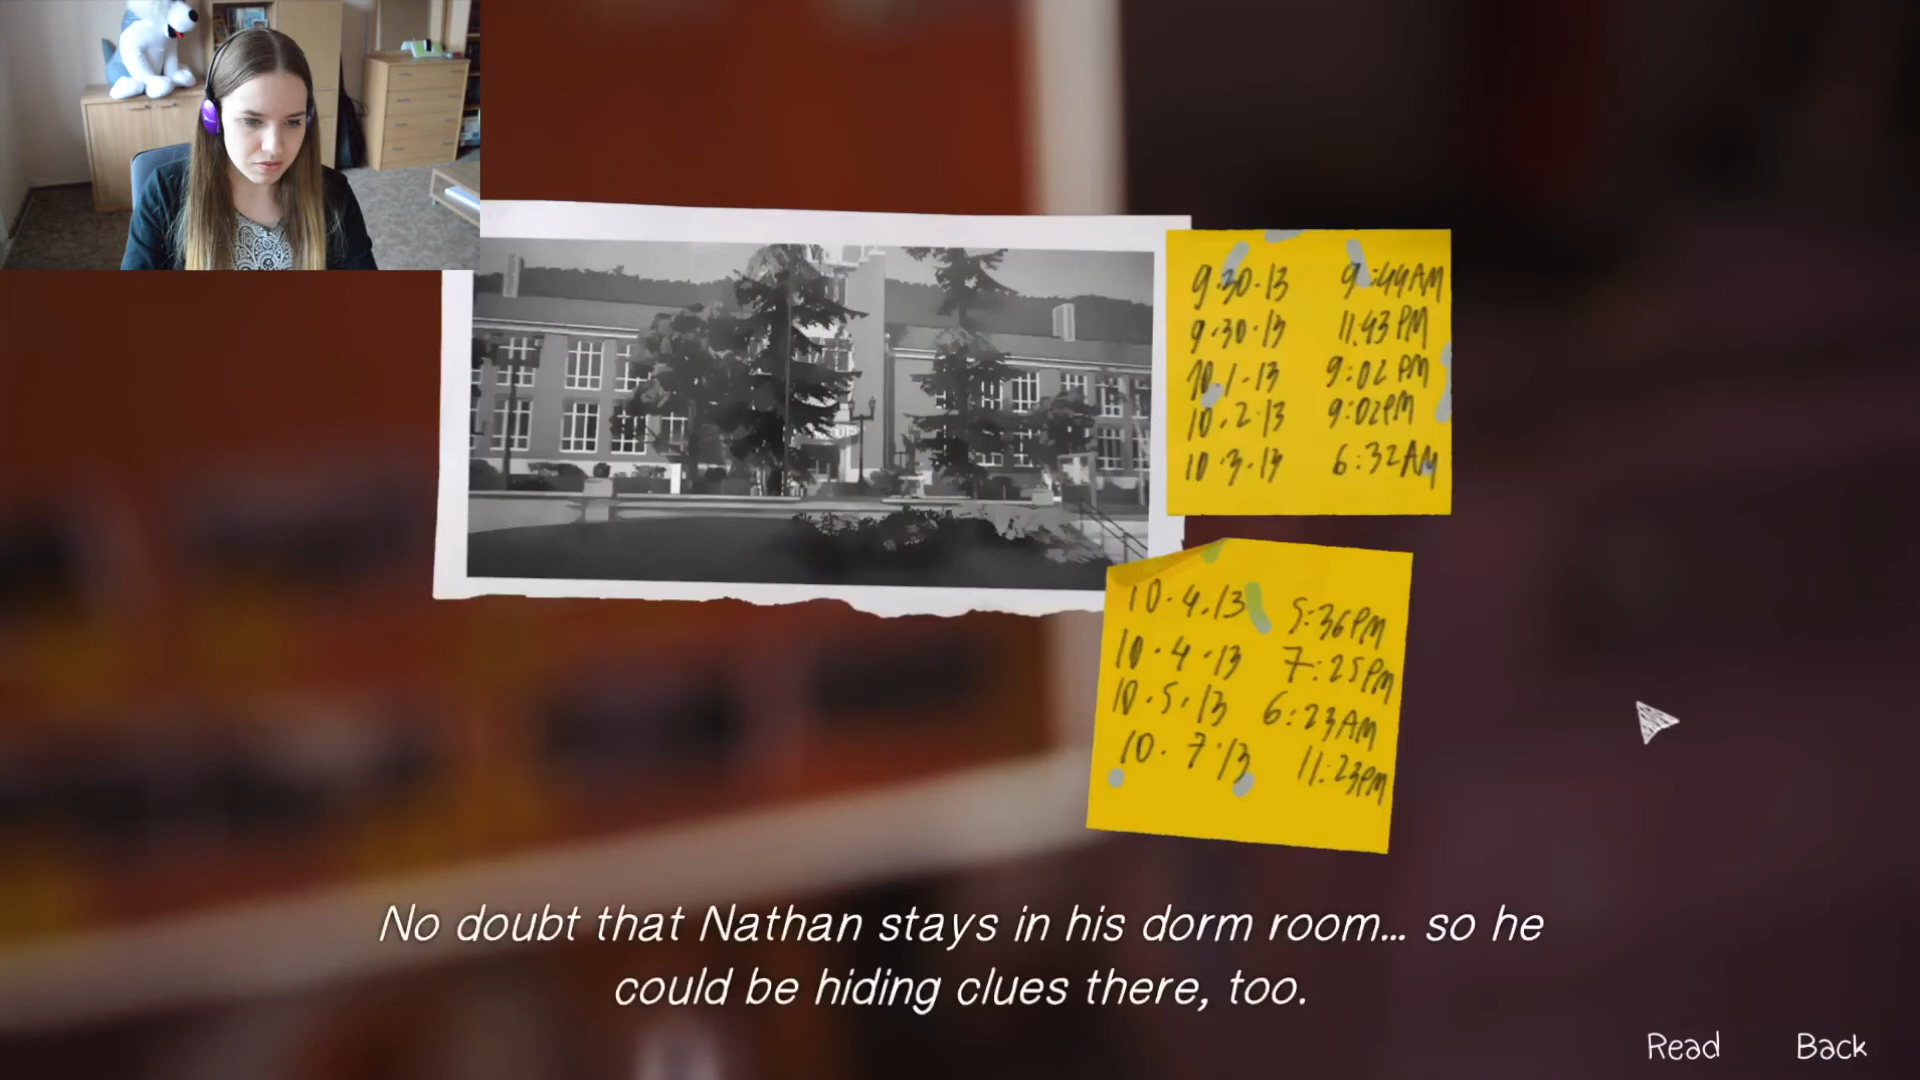 9.30.13 9:44AM
9.30.13 11:43PM
10.1.13 9:02PM
10.2.13 9:02PM
10.3.13 6:32AM
10.4.13 5:36PM
10.4.13 7:25PM
10.5.13 6:23AM
10.7.13 11:23PM
No doubt that Nathan stays in his dorm room... so he
could be hiding clues there, too.
Read Back